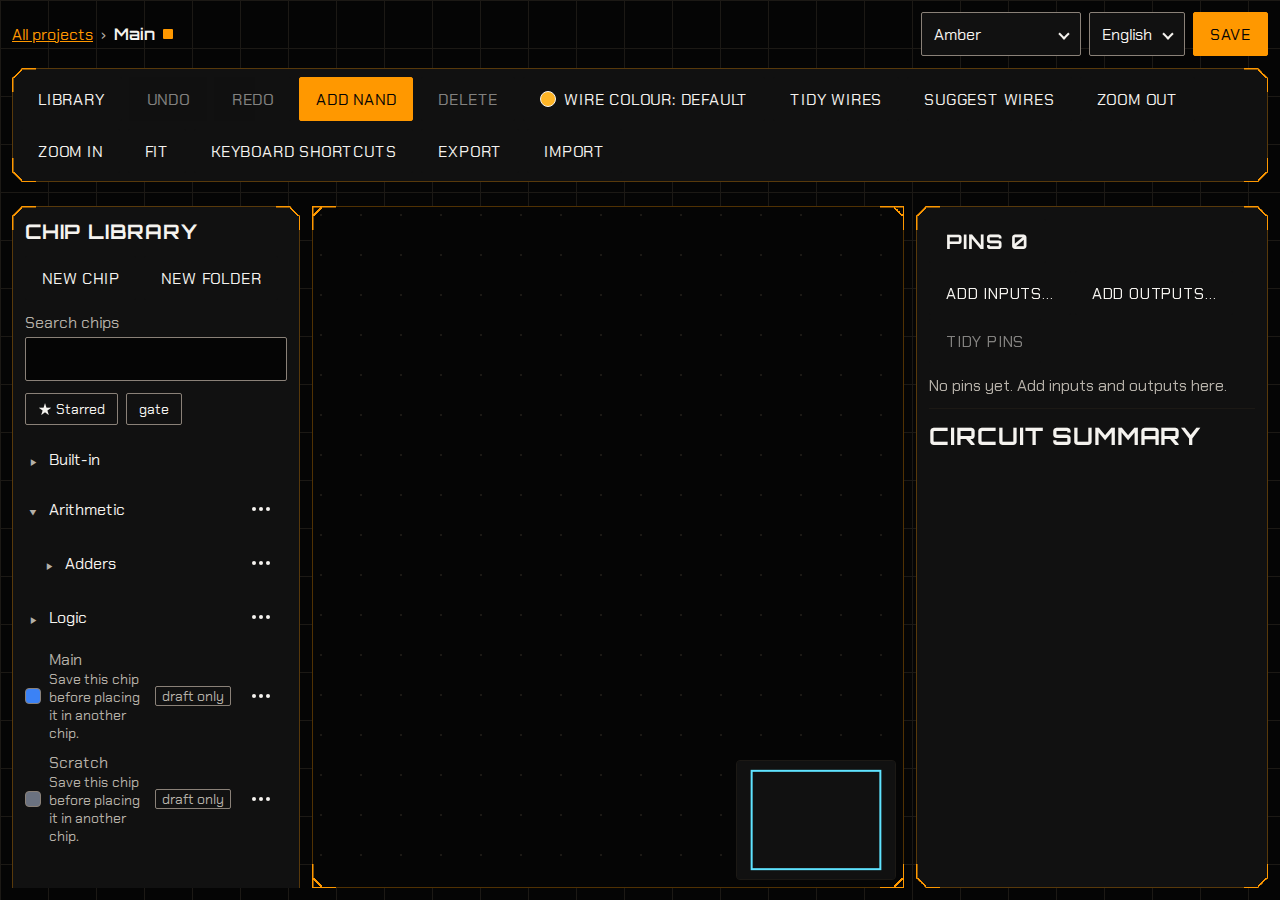 All projects › Main
Amber
English
SAVE
LIBRARY
UNDO
REDO
ADD NAND
DELETE
WIRE COLOUR: DEFAULT
TIDY WIRES
SUGGEST WIRES
ZOOM OUT
ZOOM IN
FIT
KEYBOARD SHORTCUTS
EXPORT
IMPORT
CHIP LIBRARY
NEW CHIP
NEW FOLDER
Search chips
★ Starred
gate
Built-in
Arithmetic
Adders
Logic
Main
Save this chip
before placing
it in another
chip.
draft only
Scratch
Save this chip
before placing
it in another
chip.
draft only
PINS 0
ADD INPUTS...
ADD OUTPUTS...
TIDY PINS
No pins yet. Add inputs and outputs here.
CIRCUIT SUMMARY